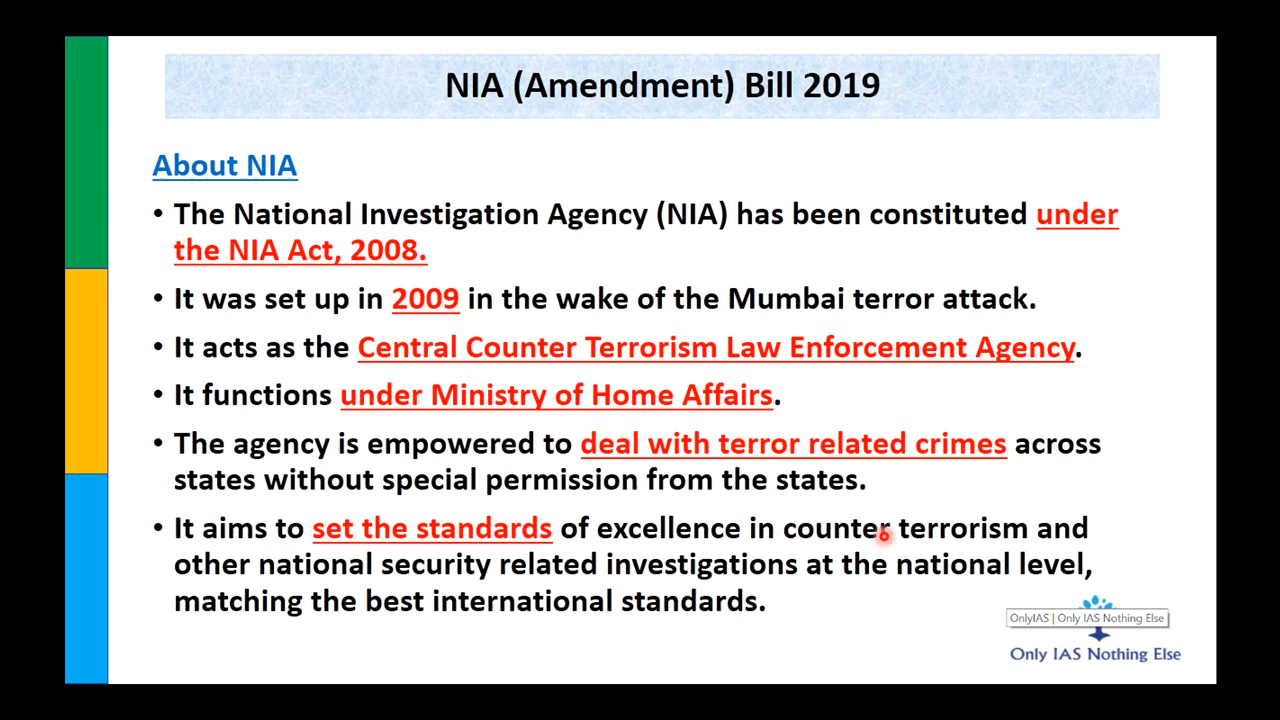 NIA (Amendment) Bill 2019
About NIA
• The National Investigation Agency (NIA) has been constituted under
the NIA Act, 2008.
• It was set up in 2009 in the wake of the Mumbai terror attack.
• It acts as the Central Counter Terrorism Law Enforcement Agency.
• It functions under Ministry of Home Affairs.
• The agency is empowered to deal with terror related crimes across
states without special permission from the states.
• It aims to set the standards of excellence in counter terrorism and
other national security related investigations at the national level,
matching the best international standards.
OnlyIAS | Only IAS Nothing Else
Only IAS Nothing Else